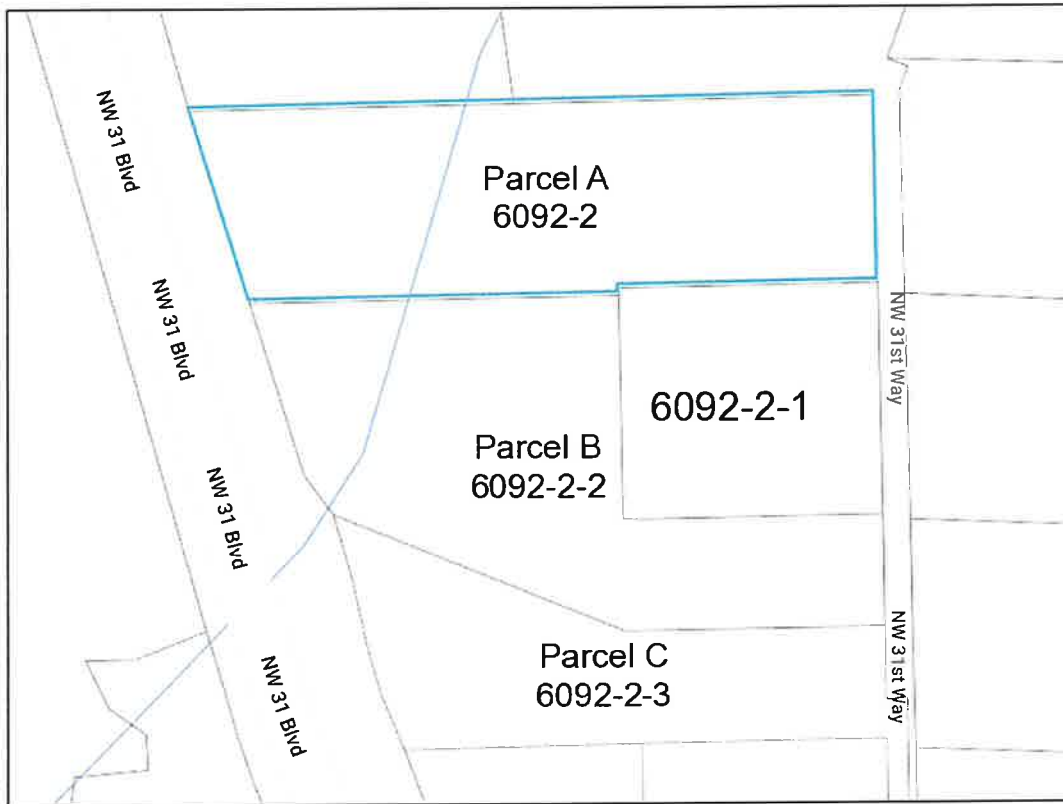 NW 31 Blvd
Parcel A
6092-2
NW 31 Blvd
NW 31st Way
6092-2-1
Parcel B
6092-2-2
NW 31 Blvd
NW 31st Way
Parcel C
6092-2-3
NW 31 Blvd